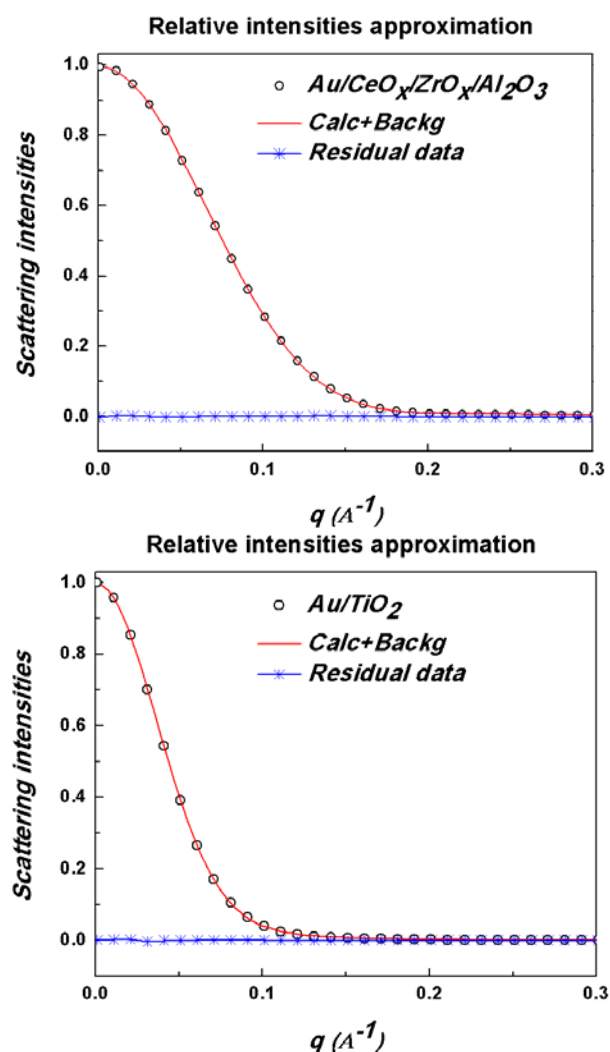 Relative intensities approximation
1.0
0.8
0.6
0.4
0.2
0.0
Scattering intensities
Au/CeOₓ/ZrOₓ/Al₂O₃
Calc+Backg
Residual data
0.0 0.1 0.2 0.3
q (A⁻¹)
Relative intensities approximation
1.0
0.8
0.6
0.4
0.2
0.0
Scattering intensities
Au/TiO₂
Calc+Backg
Residual data
0.0 0.1 0.2 0.3
q (A⁻¹)